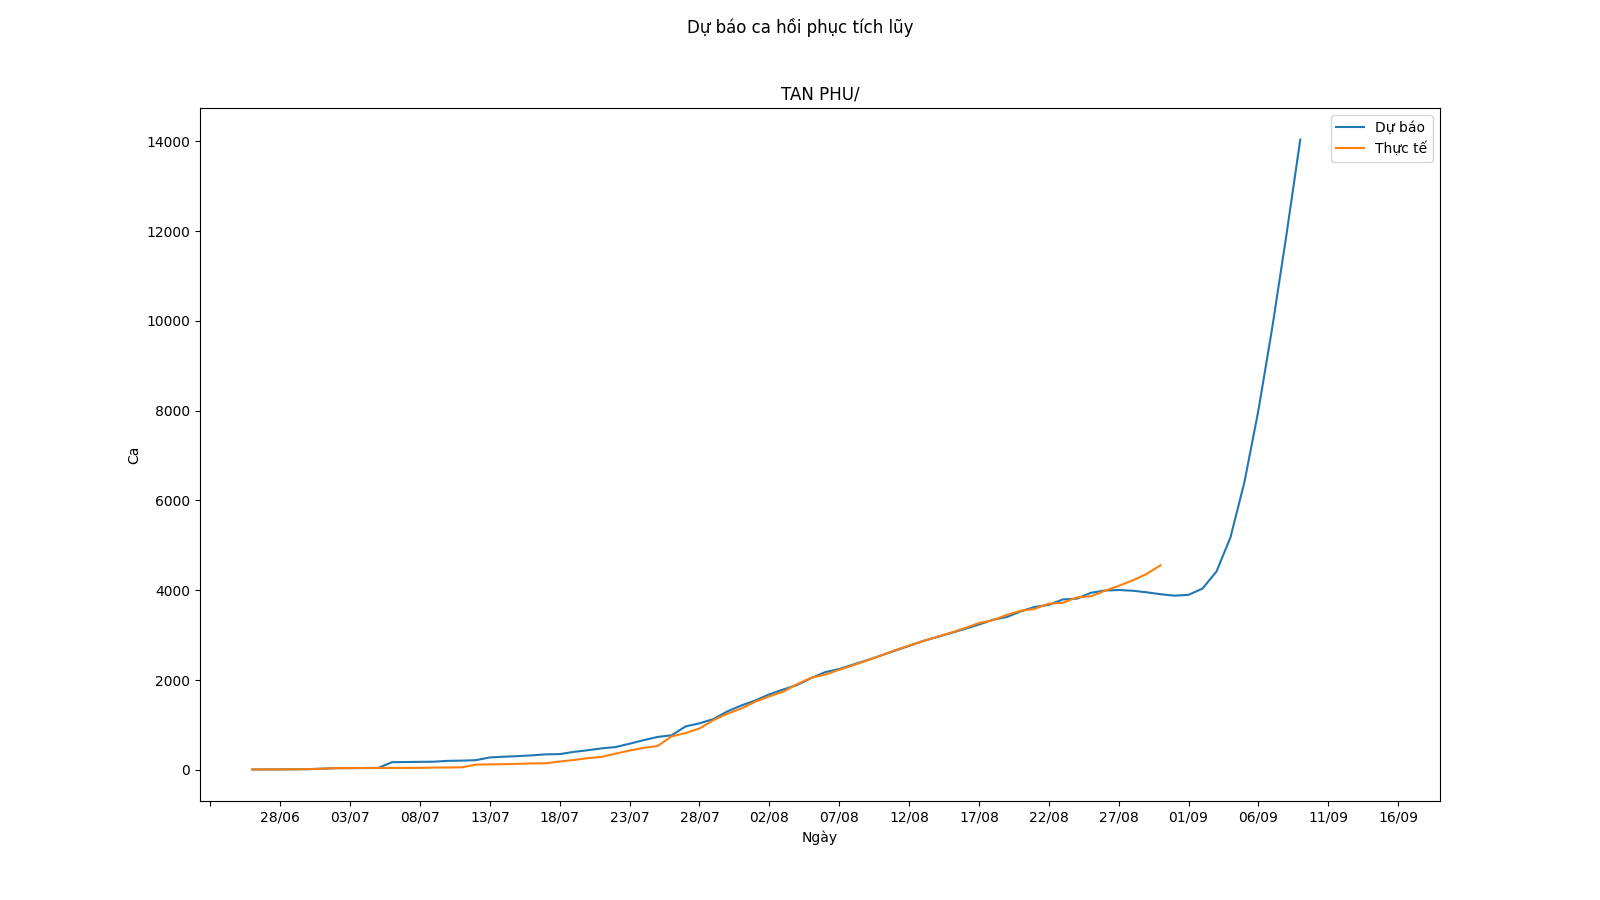 Dự báo ca hồi phục tích lũy
TAN PHU/
Dự báo
Thực tế
14000
12000
10000
8000
6000
4000
2000
0
Ca
28/06 03/07 08/07 13/07 18/07 23/07 28/07 02/08 07/08 12/08 17/08 22/08 27/08 01/09 06/09 11/09 16/09
Ngày